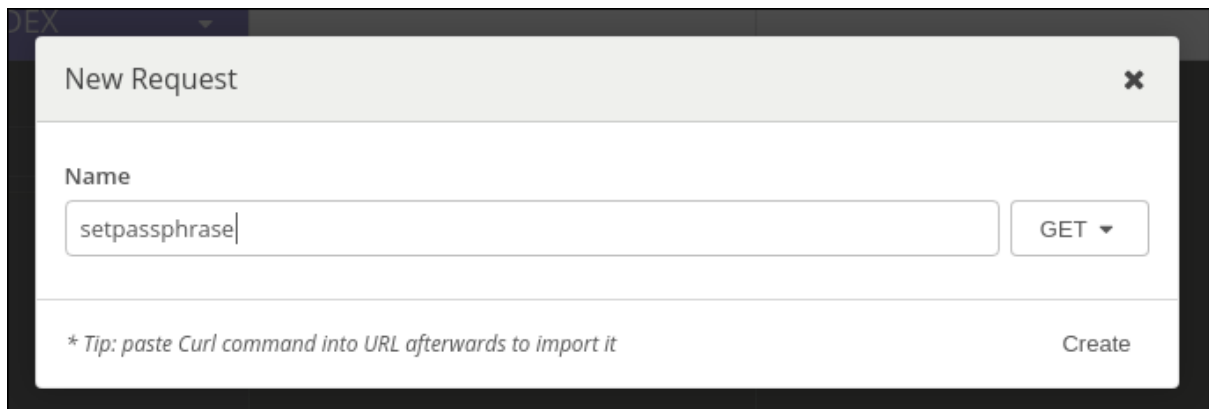 DEX
New Request
Name
setpassphrase
GET
* Tip: paste Curl command into URL afterwards to import it
Create